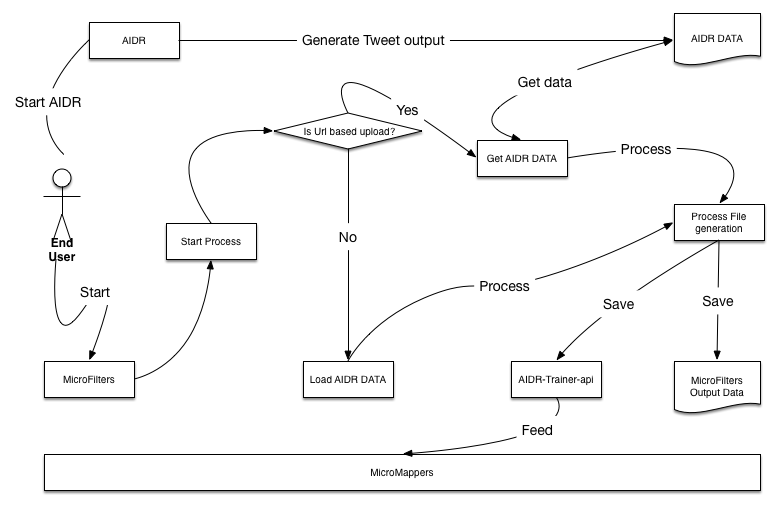 AIDR
Generate Tweet output
AIDR DATA
Start AIDR
Get data
Yes
Is Url based upload?
Get AIDR DATA
Process
End
User
Start Process
No
Process File
generation
Start
Process
Save
Save
MicroFilters
Load AIDR DATA
AIDR-Trainer-api
MicroFilters
Output Data
Feed
MicroMappers